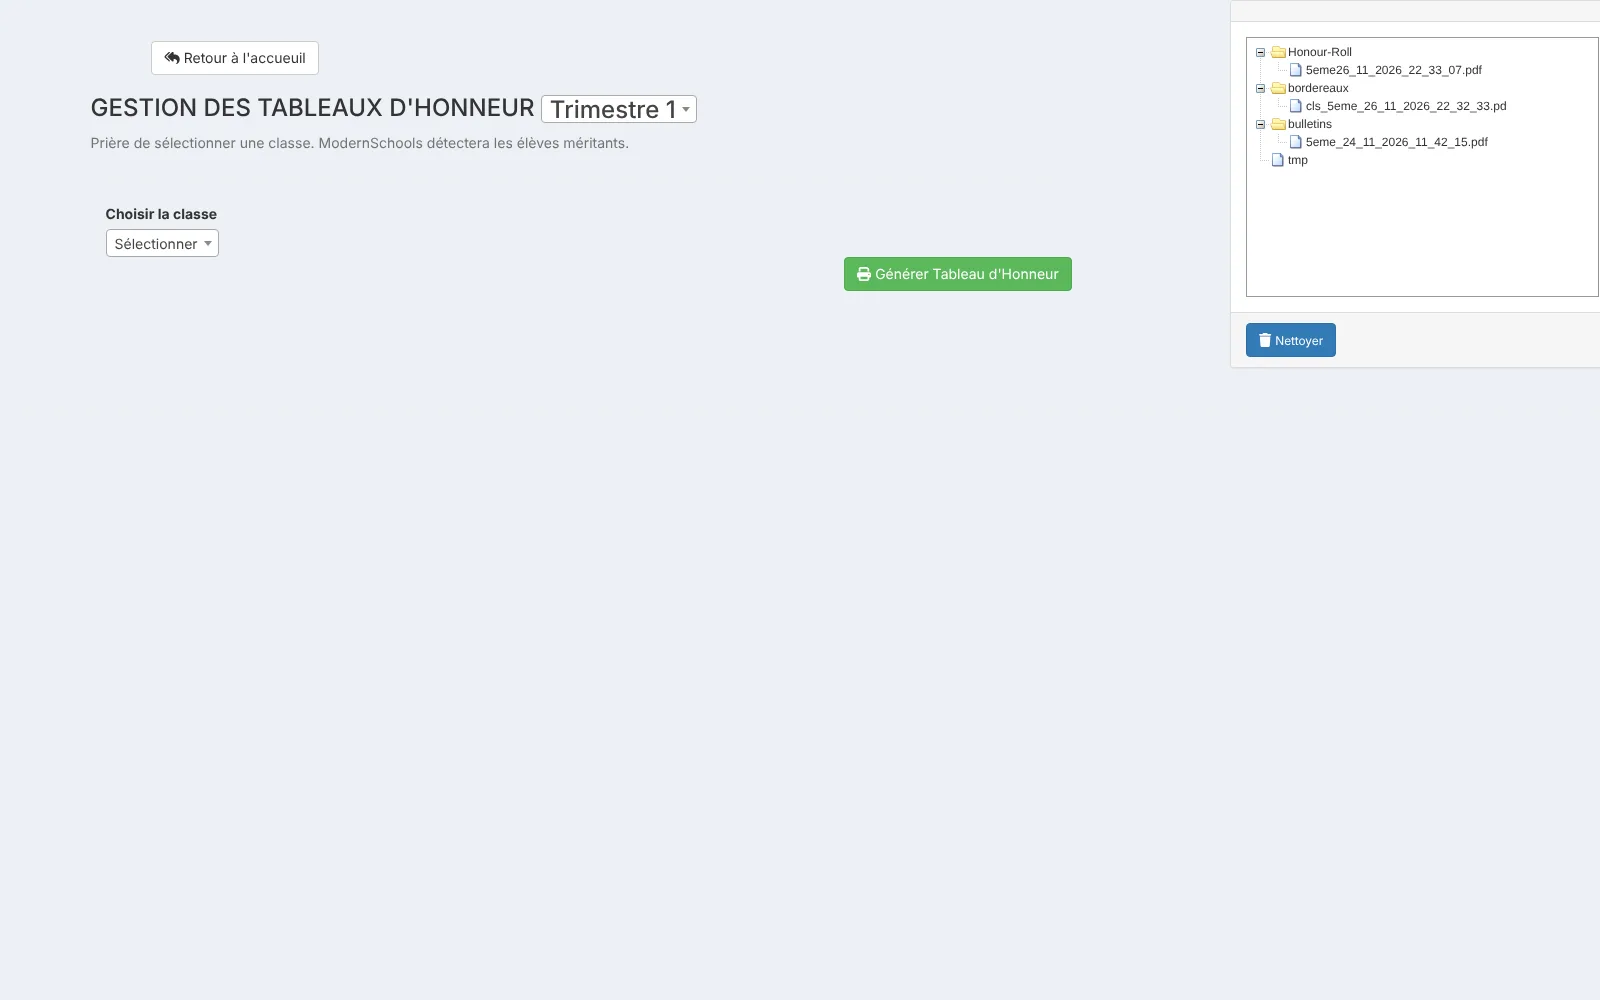 Retour à l'accueuil
GESTION DES TABLEAUX D'HONNEUR Trimestre 1
Prière de sélectionner une classe. ModernSchools détectera les élèves méritants.
Choisir la classe
Sélectionner
Générer Tableau d'Honneur
Honour-Roll
5eme26_11_2026_22_33_07.pdf
bordereaux
cls_5eme_26_11_2026_22_32_33.pd
bulletins
5eme_24_11_2026_11_42_15.pdf
tmp
Nettoyer